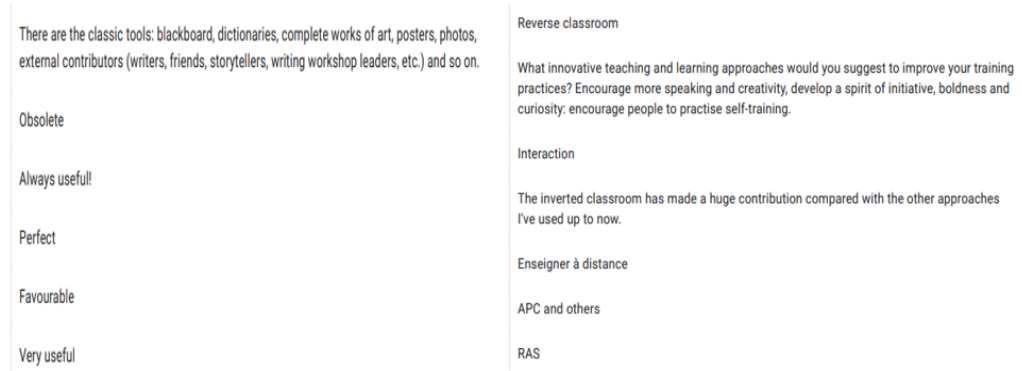 There are the classic tools: blackboard, dictionaries, complete works of art, posters, photos,
external contributors (writers, friends, storytellers, writing workshop leaders, etc.) and so on.
Obsolete
Always useful!
Perfect
Favourable
Very useful
Reverse classroom
What innovative teaching and learning approaches would you suggest to improve your training
practices? Encourage more speaking and creativity, develop a spirit of initiative, boldness and
curiosity: encourage people to practise self-training.
Interaction
The inverted classroom has made a huge contribution compared with the other approaches
I've used up to now.
Enseigner à distance
APC and others
RAS